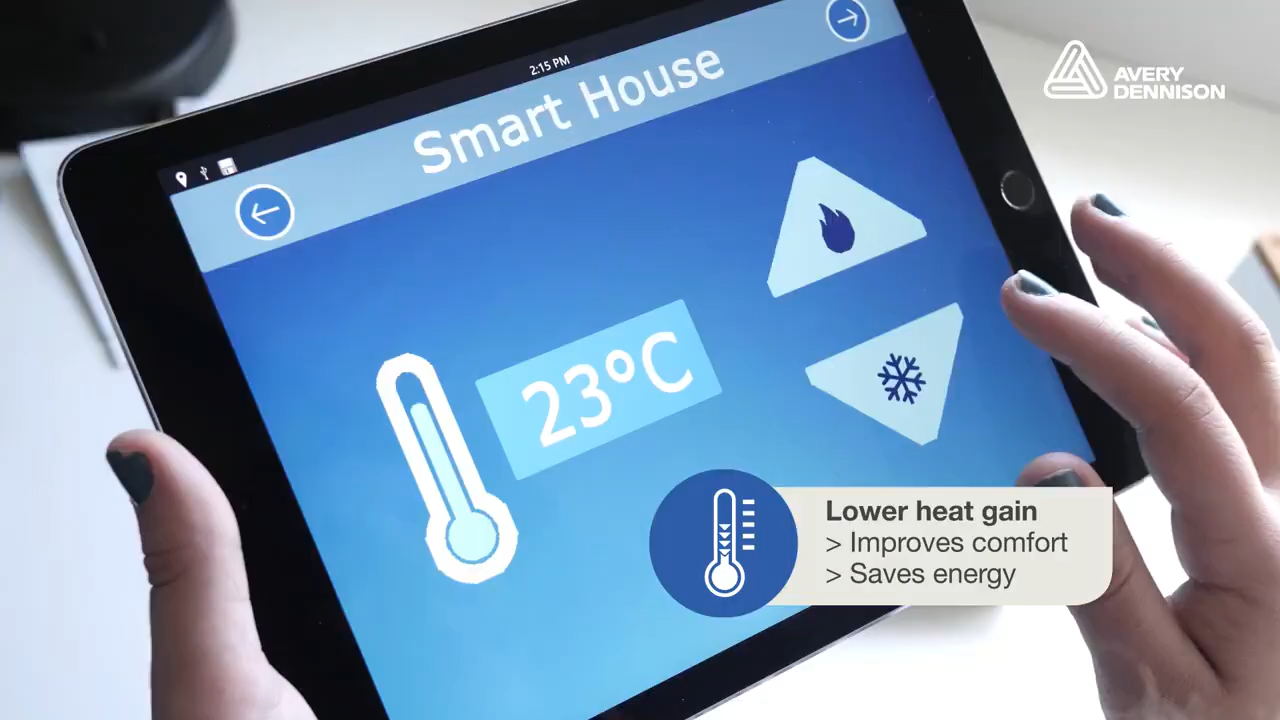 2:15 PM
Smart House
AVERY
DENNISON
23°C
Lower heat gain
> Improves comfort
> Saves energy